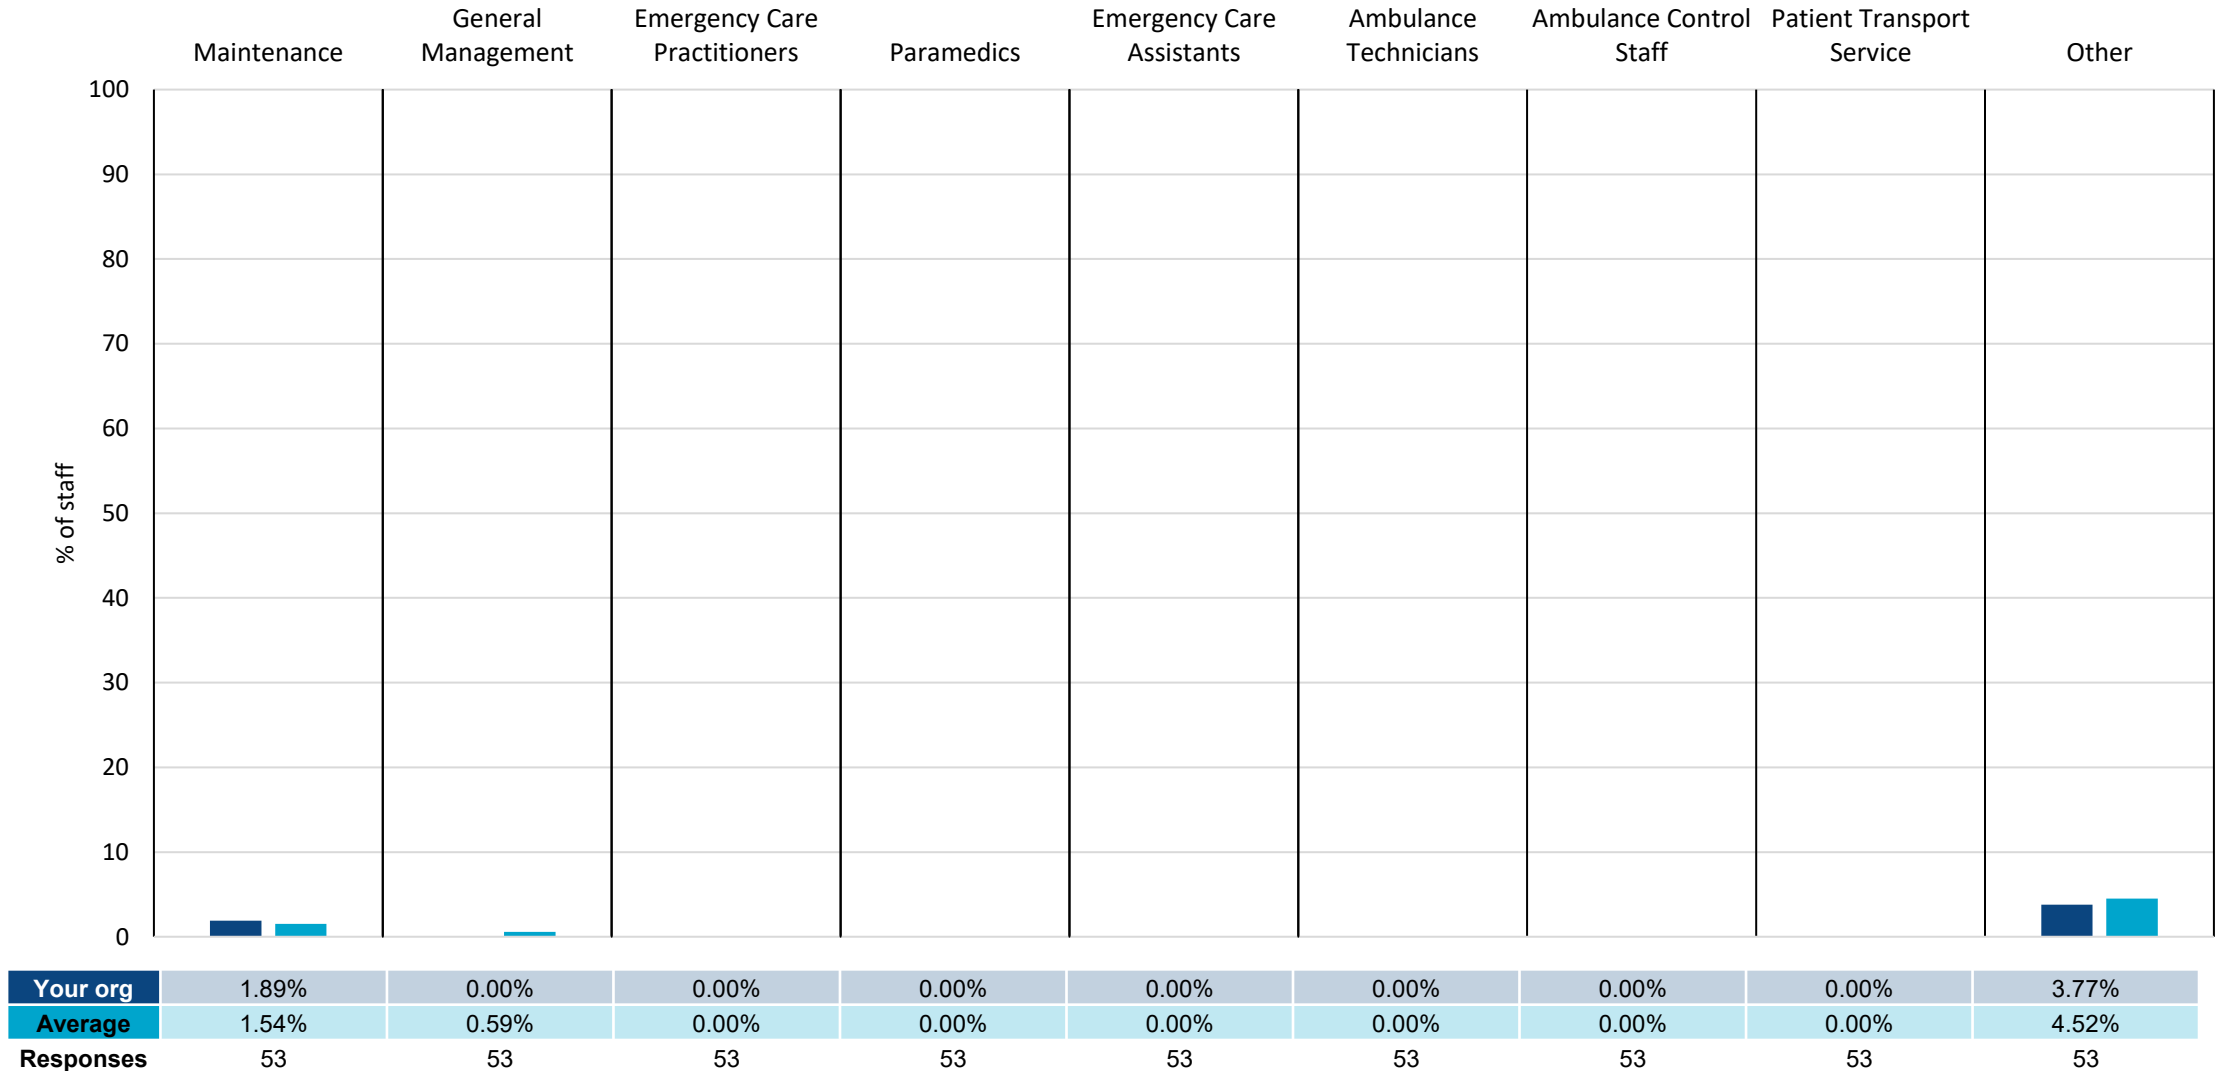 Maintenance
General
Management
Emergency Care
Practitioners
Paramedics
Emergency Care
Assistants
Ambulance
Technicians
Ambulance Control
Staff
Patient Transport
Service
Other
% of staff
100
90
80
70
60
50
40
30
20
10
0
Your org 1.89% 0.00% 0.00% 0.00% 0.00% 0.00% 0.00% 0.00% 3.77%
Average 1.54% 0.59% 0.00% 0.00% 0.00% 0.00% 0.00% 0.00% 4.52%
Responses 53 53 53 53 53 53 53 53 53